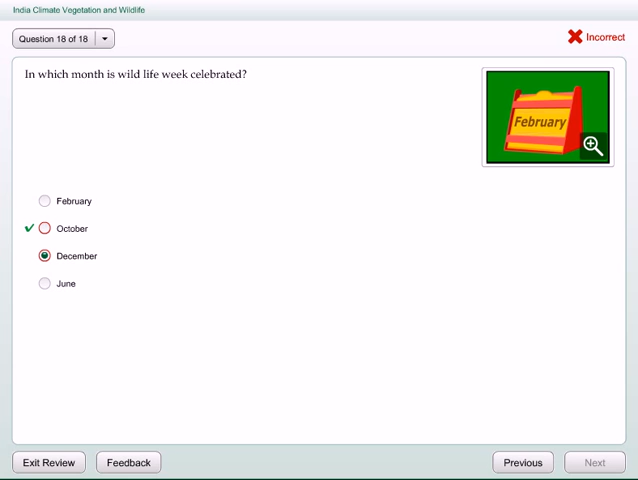 India Climate Vegetation and Wildlife
Question 18 of 18
Incorrect
In which month is wild life week celebrated?
February
February
October
December
June
Exit Review
Feedback
Previous
Next